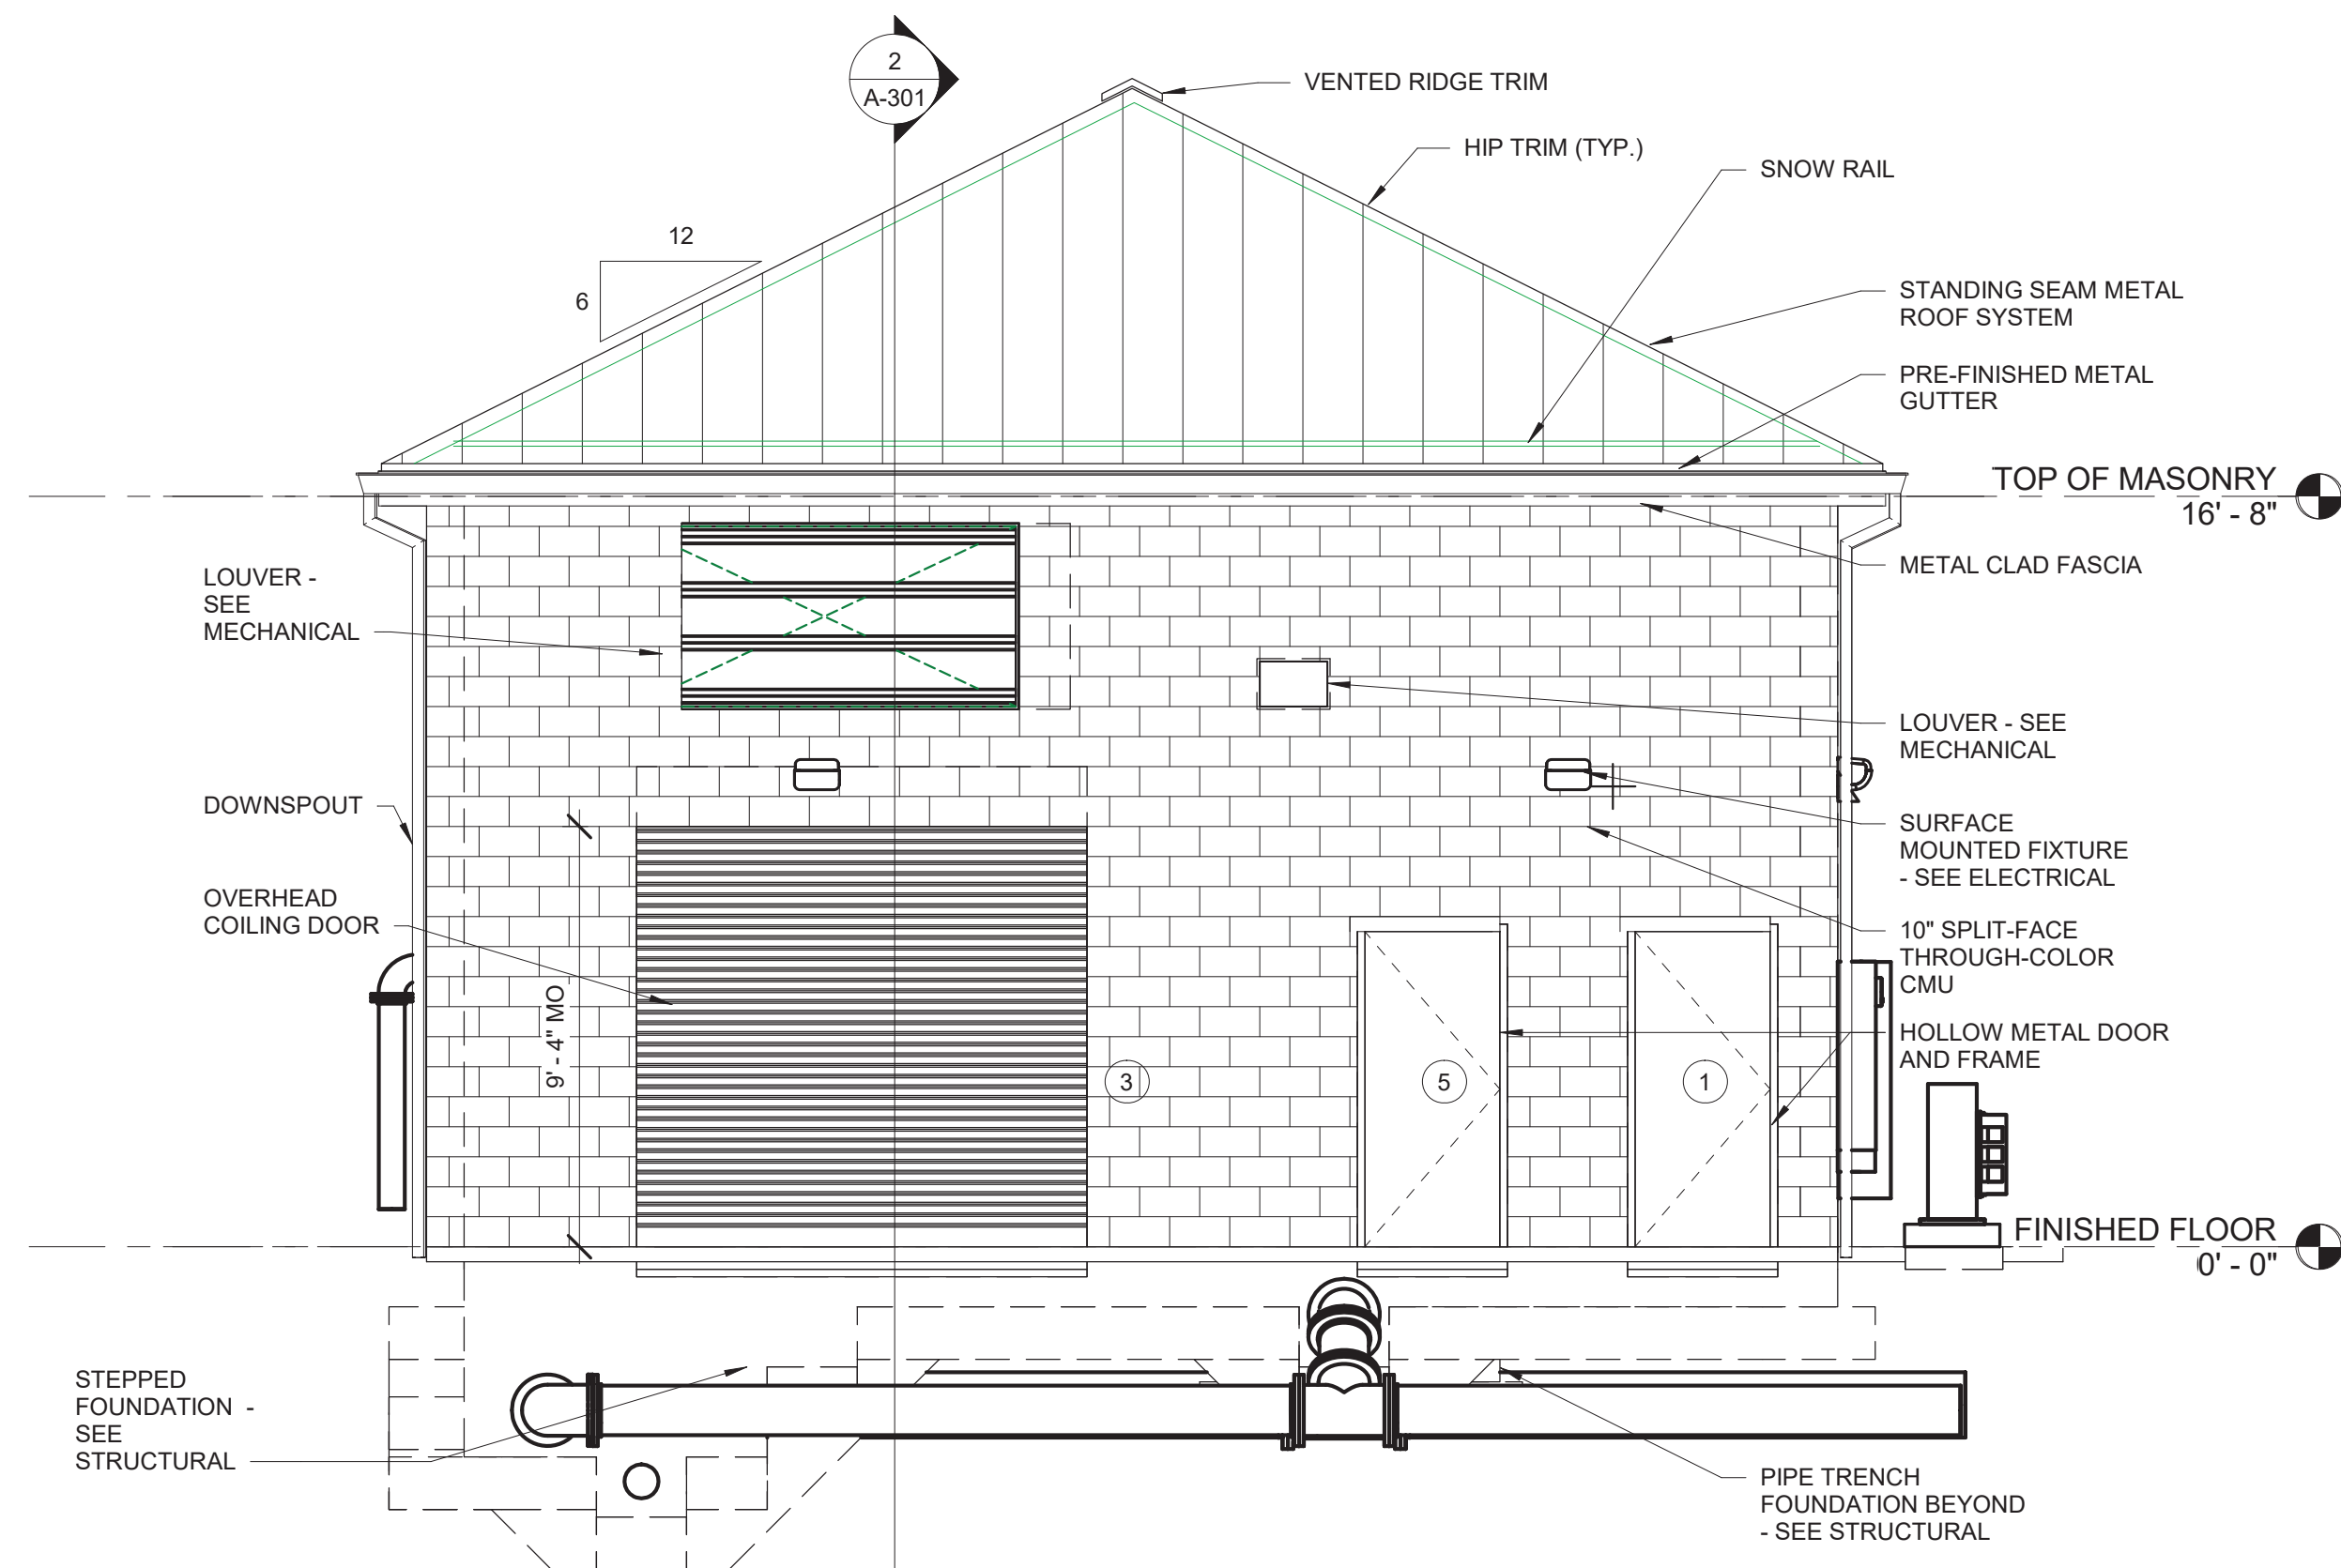 2
A-301
VENTED RIDGE TRIM
HIP TRIM (TYP.)
SNOW RAIL
12
6
STANDING SEAM METAL
ROOF SYSTEM
PRE-FINISHED METAL
GUTTER
TOP OF MASONRY
16' - 8"
METAL CLAD FASCIA
LOUVER -
SEE
MECHANICAL
LOUVER - SEE
MECHANICAL
DOWNSPOUT
SURFACE
MOUNTED FIXTURE
- SEE ELECTRICAL
OVERHEAD
COILING DOOR
10" SPLIT-FACE
THROUGH-COLOR
CMU
9' - 4" MO
HOLLOW METAL DOOR
AND FRAME
3
5
1
FINISHED FLOOR
0' - 0"
STEPPED
FOUNDATION -
SEE
STRUCTURAL
PIPE TRENCH
FOUNDATION BEYOND
- SEE STRUCTURAL